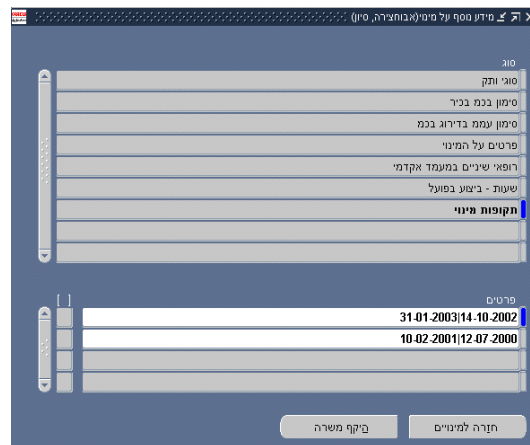 מידע נוסף על מינוי(אבוחצירה, סיון)
סוג
סוגי ותק
סימון בכמ בכיר
סימון עממ בדירוג בכמ
פרטים על המינוי
רופאי שיניים במעמד אקדמי
שעות - ביצוע בפועל
תקופות מינוי
פרטים
[ ]
31-01-2003|14-10-2002
10-02-2001|12-07-2000
חזרה למינויים
היקף משרה